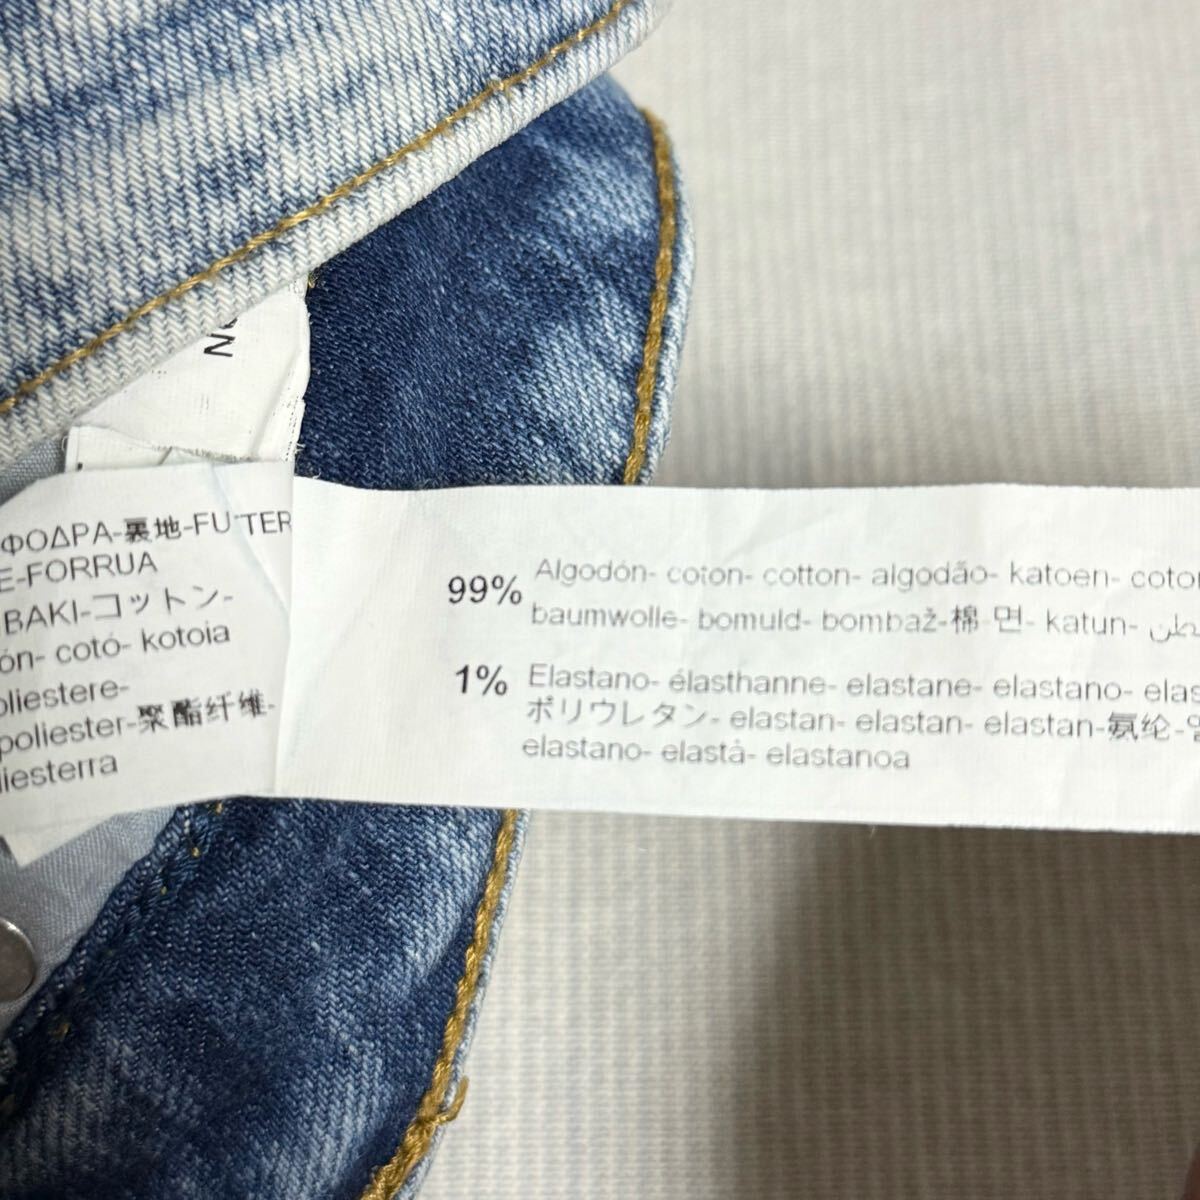 N
ΦΟΔΡΑ-裏地-FUTTER
E-FORRUA
BAKI-コットン-
ón- cotó- kotoia
oliestere-
poliester-聚酯纤维-
liesterra
99% Algodón- coton- cotton- algodão- katoen- coto
baumwolle- bomuld- bombaž-棉 면- katun-
1% Elastano- élasthanne- elastane- elastano- elas
ポリウレタン- elastan- elastan- elastan-氨纶-
elastano- elastà- elastanoa